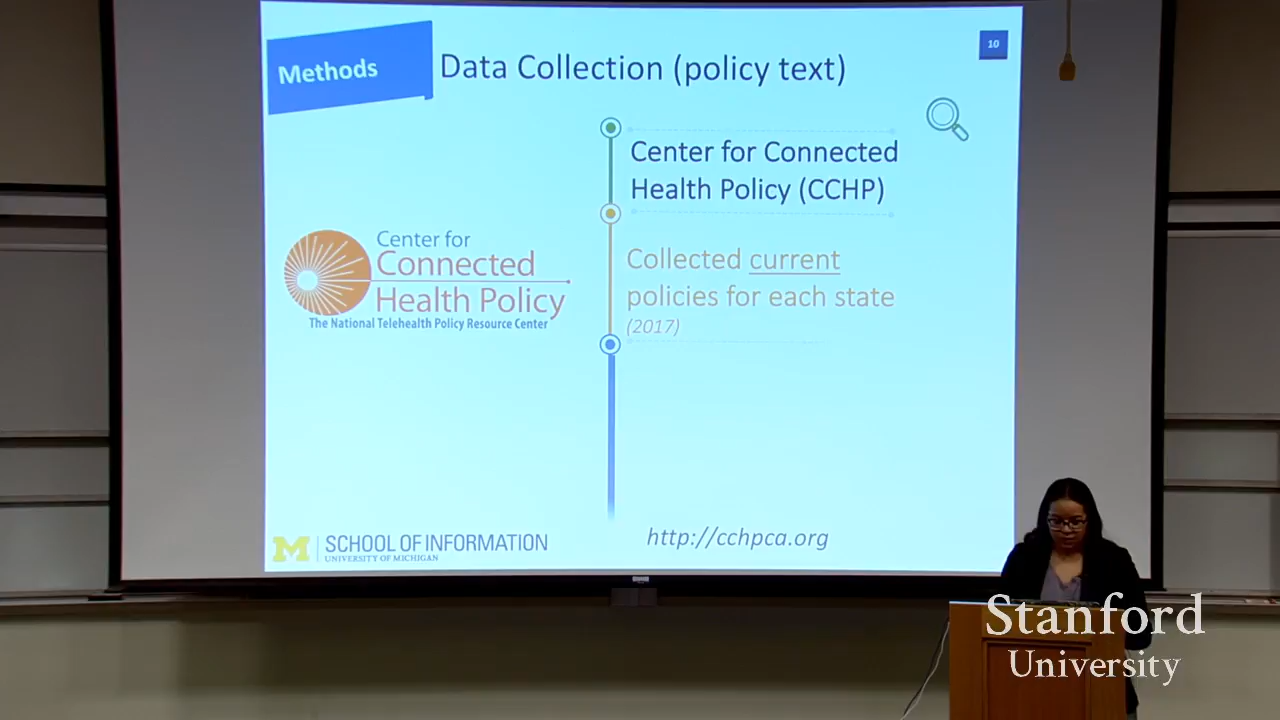 Methods
Data Collection (policy text)
10
Center for Connected
Health Policy (CCHP)
Center for
Connected
Health Policy
The National Telehealth Policy Resource Center
Collected current
policies for each state
(2017)
M
SCHOOL OF INFORMATION
UNIVERSITY OF MICHIGAN
http://cchpca.org
Stanford
University